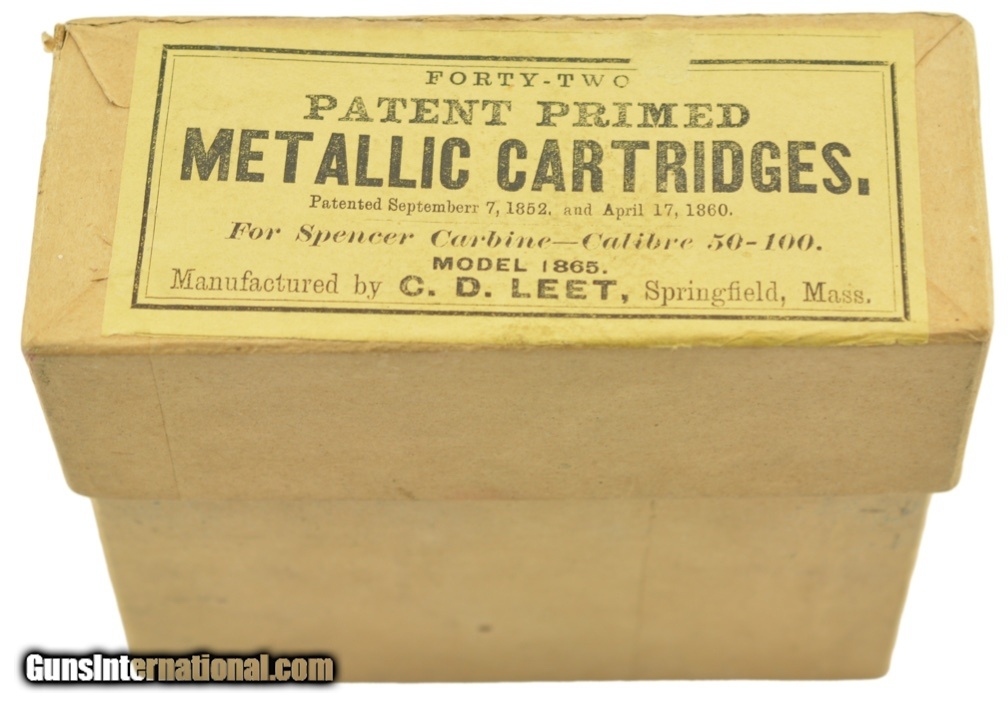 FORTY-TWO
PATENT PRIMED
METALLIC CARTRIDGES.
Patented Septemberr 7, 1852, and April 17, 1860.
For Spencer Carbine—Calibre 50-100.
MODEL 1865.
Manufactured by C. D. LEET, Springfield, Mass.
GunsInternational.com